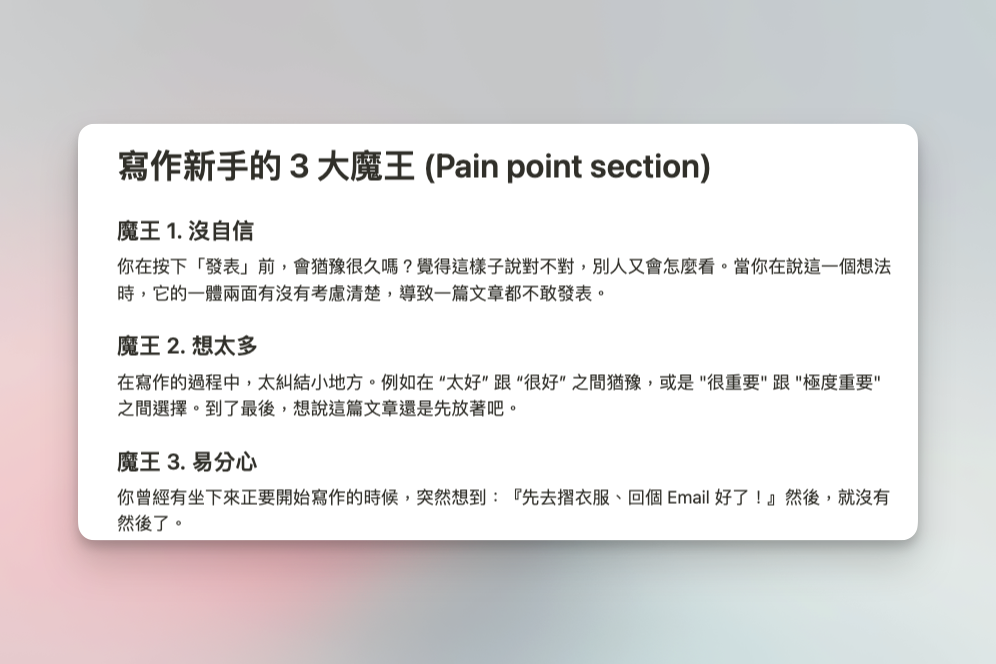 寫作新手的 3 大魔王 (Pain point section)
魔王 1. 沒自信
你在按下「發表」前，會猶豫很久嗎？覺得這樣子說對不對，別人又會怎麼看。當你在說這一個想法
時，它的一體兩面有沒有考慮清楚，導致一篇文章都不敢發表。
魔王 2. 想太多
在寫作的過程中，太糾結小地方。例如在 “太好” 跟 “很好” 之間猶豫，或是 "很重要" 跟 "極度重要"
之間選擇。到了最後，想說這篇文章還是先放著吧。
魔王 3. 易分心
你曾經有坐下來正要開始寫作的時候，突然想到：『先去摺衣服、回個 Email 好了！』然後，就沒有
然後了。